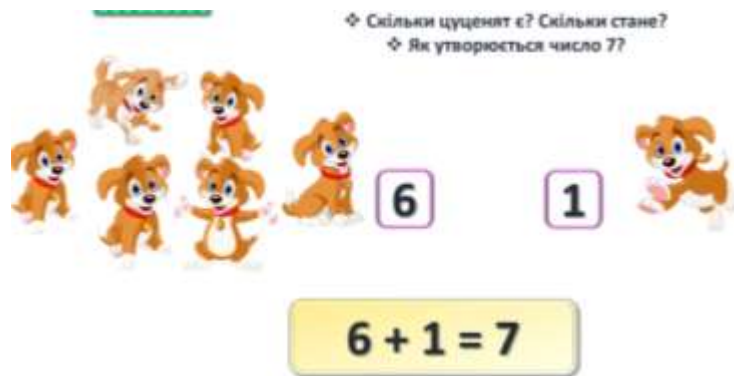 ❖ Скільки цуценят є? Скільки стане?
❖ Як утворюється число 7?
6
1
6 + 1 = 7